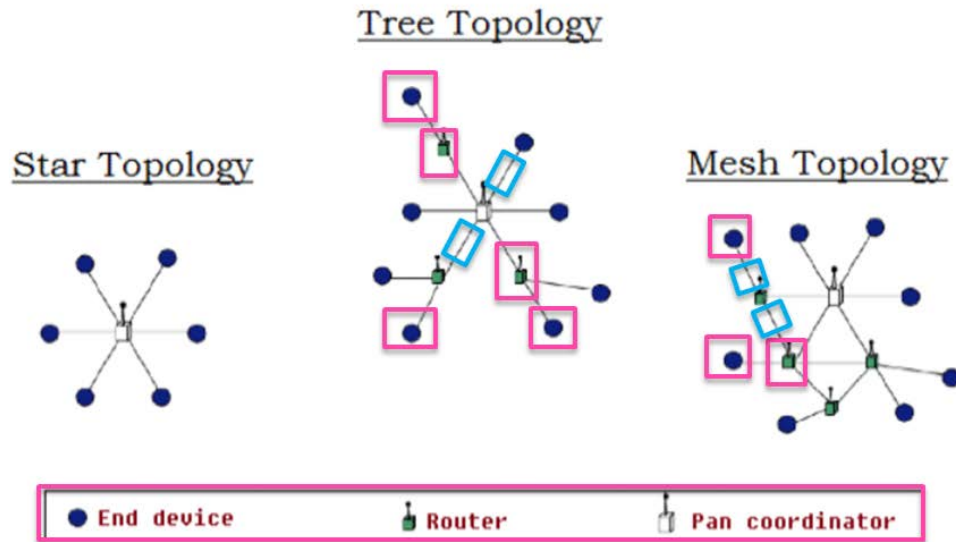 Tree Topology
Star Topology
Mesh Topology
End device
Router
Pan coordinator